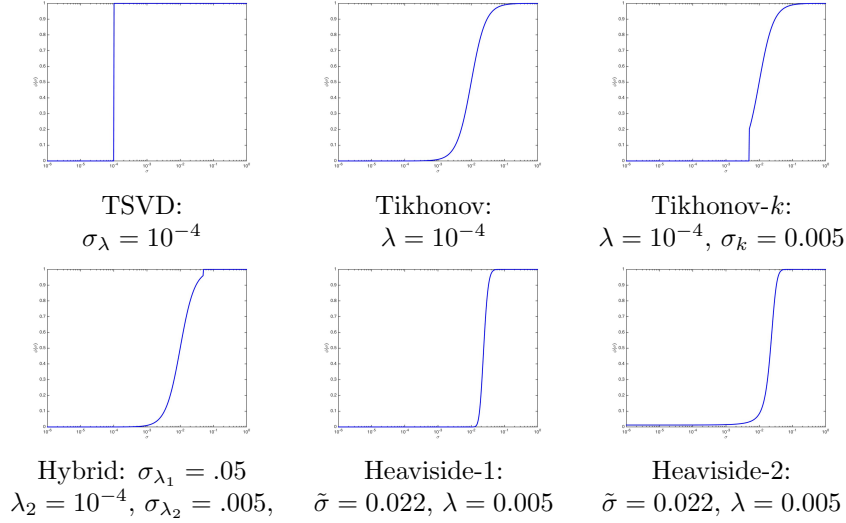 TSVD:
σ_λ = 10^{-4}
Tikhonov:
λ = 10^{-4}
Tikhonov-k:
λ = 10^{-4}, σ_k = 0.005
Hybrid: σ_{λ_1} = .05
λ_2 = 10^{-4}, σ_{λ_2} = .005,
Heaviside-1:
σ̃ = 0.022, λ = 0.005
Heaviside-2:
σ̃ = 0.022, λ = 0.005